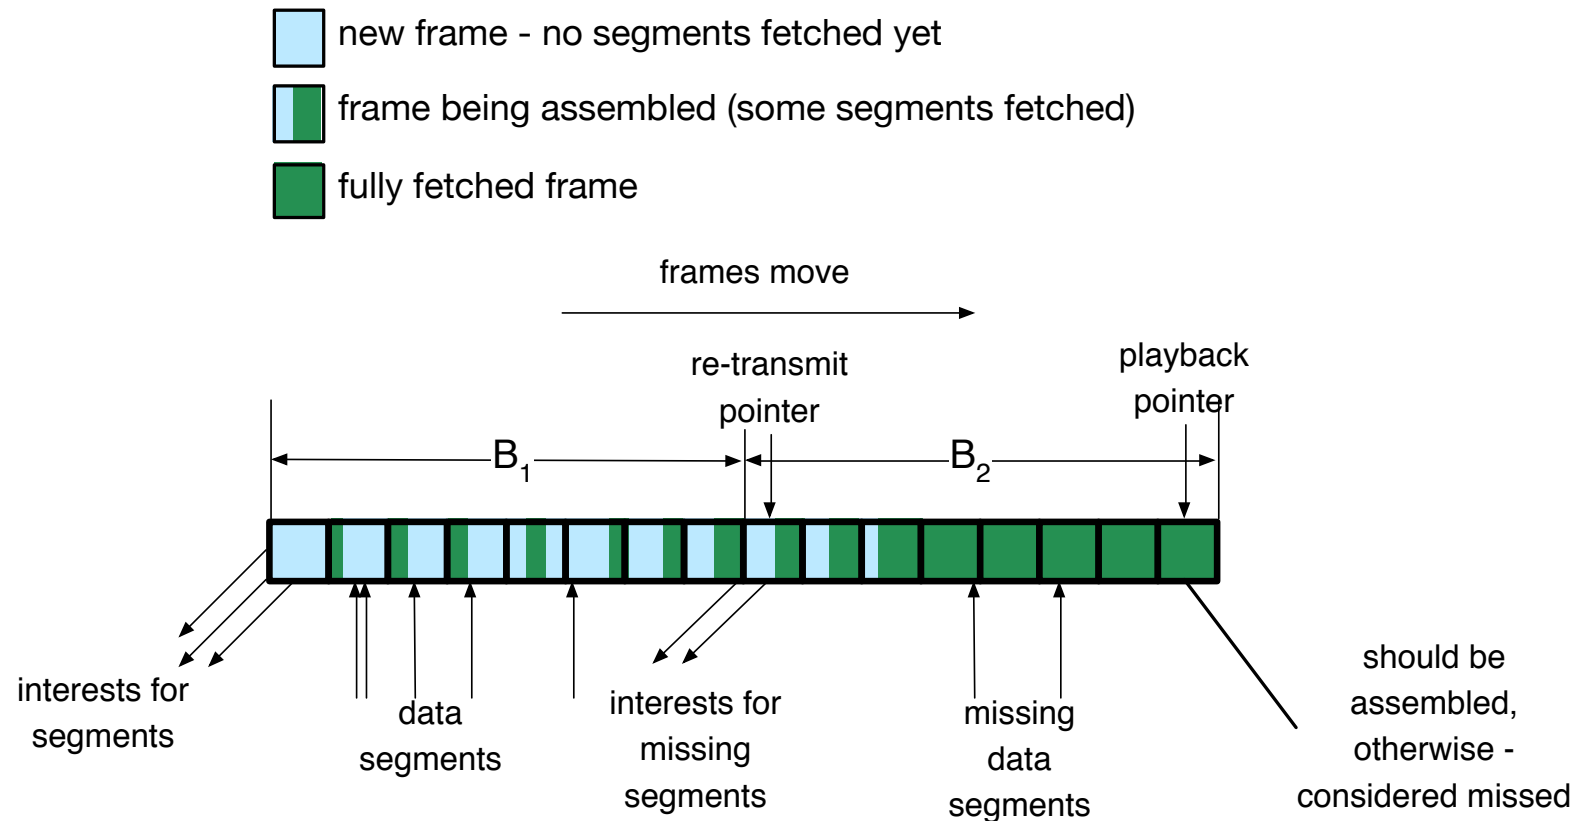 new frame - no segments fetched yet
frame being assembled (some segments fetched)
fully fetched frame
frames move
re-transmit
pointer
playback
pointer
B1
B2
interests for
segments
data
segments
interests for
missing
segments
missing
data
segments
should be
assembled,
otherwise -
considered missed